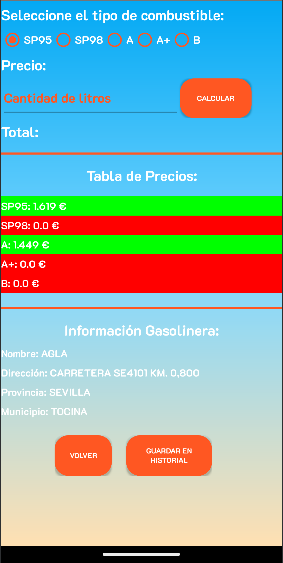 Seleccione el tipo de combustible:
SP95 SP98 A A+ B
Precio:
Cantidad de litros
CALCULAR
Total:
Tabla de Precios:
SP95: 1.619 €
SP98: 0.0 €
A: 1.449 €
A+: 0.0 €
B: 0.0 €
Información Gasolinera:
Nombre: AGLA
Dirección: CARRETERA SE4101 KM. 0,600
Provincia: SEVILLA
Municipio: TOCINA
VOLVER
GUARDAR EN
HISTORIAL